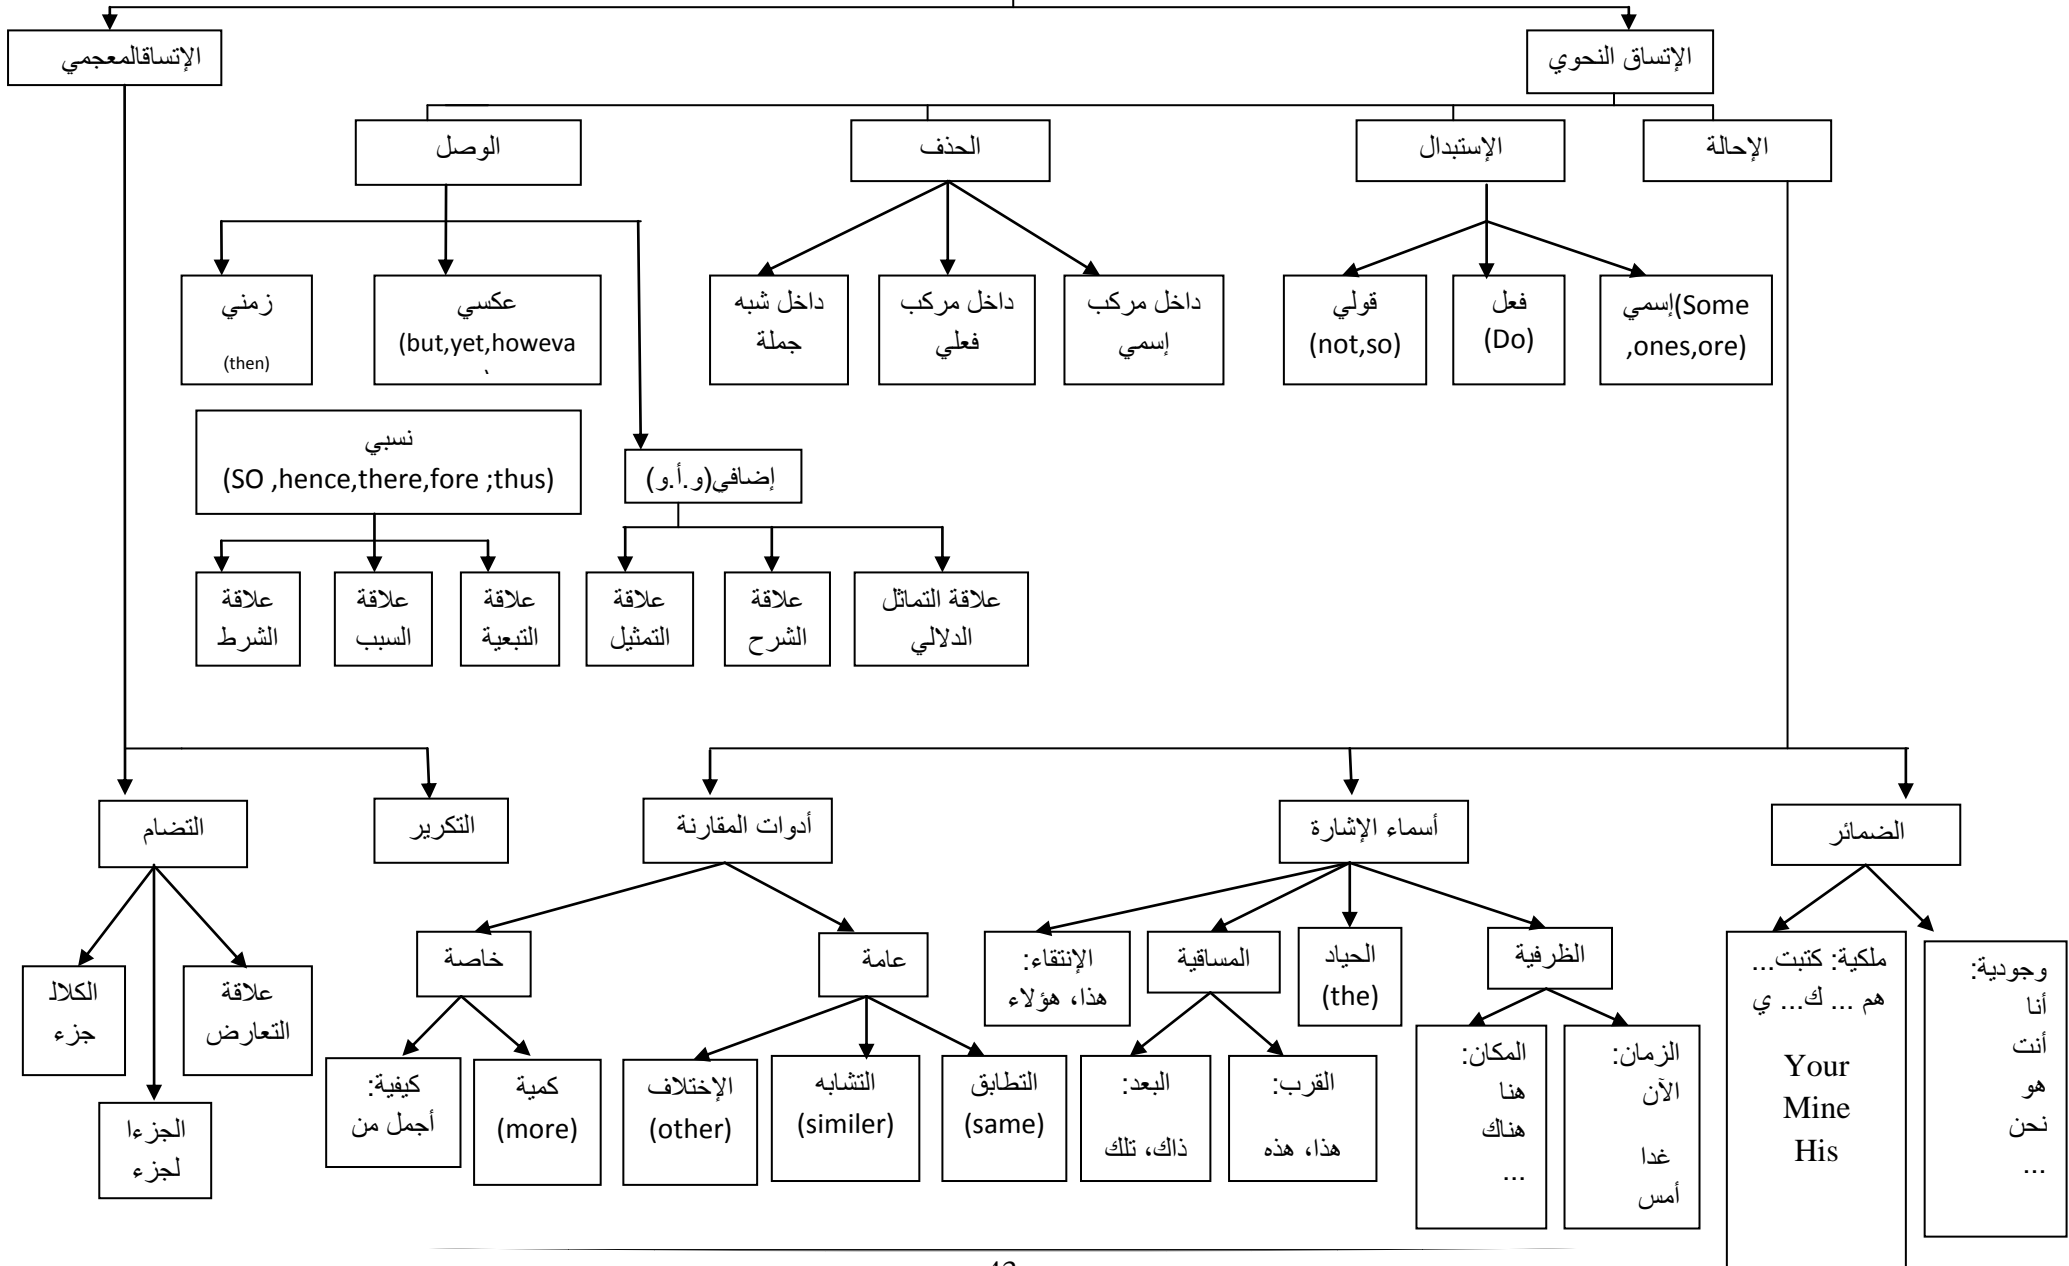 الإتساق النحوي
الإتساقالمعجمي
الإحالة
الإستبدال
الحذف
الوصل
إسمي(Some
,ones,ore)
فعل
(Do)
قولي
(not,so)
داخل مركب
إسمي
داخل مركب
فعلي
داخل شبه
جملة
عكسي
(but,yet,howeva
زمني
(then)
نسبي
(SO ,hence,there,fore ;thus)
إضافي(و.أ.و)
علاقة التماثل
الدلالي
علاقة
الشرح
علاقة
التمثيل
علاقة
التبعية
علاقة
السبب
علاقة
الشرط
الضمائر
أسماء الإشارة
أدوات المقارنة
التكرير
التضام
وجودية:
أنا
أنت
هو
نحن
...
ملكية: كتبت...
هم ... ك... ي
Your
Mine
His
الظرفية
الحياد
(the)
المساقية
الإنتقاء:
هذا، هؤلاء
عامة
خاصة
علاقة
التعارض
الكلال
جزء
الجزءا
لجزء
الزمان:
الآن
غدا
أمس
المكان:
هنا
هناك
...
القرب:
هذا، هذه
البعد:
ذاك، تلك
التطابق
(same)
التشابه
(similer)
الإختلاف
(other)
كمية
(more)
كيفية:
أجمل من